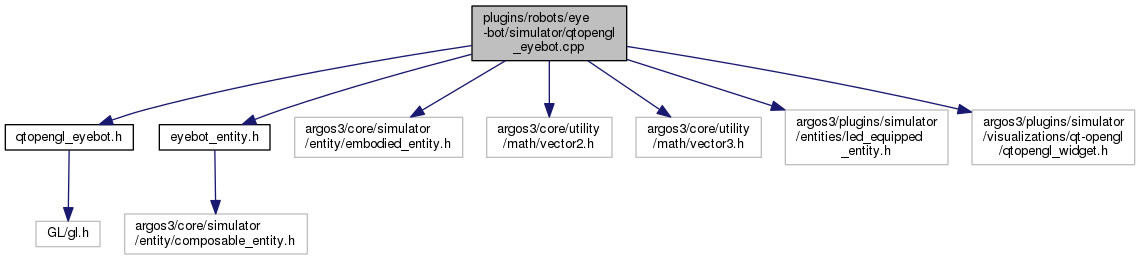 plugins/robots/eye
-bot/simulator/qtopengl
_eyebot.cpp
qtopengl_eyebot.h
eyebot_entity.h
argos3/core/simulator
/entity/embodied_entity.h
argos3/core/utility
/math/vector2.h
argos3/core/utility
/math/vector3.h
argos3/plugins/simulator
/entities/led_equipped
_entity.h
argos3/plugins/simulator
/visualizations/qt-opengl
/qtopengl_widget.h
GL/gl.h
argos3/core/simulator
/entity/composable_entity.h